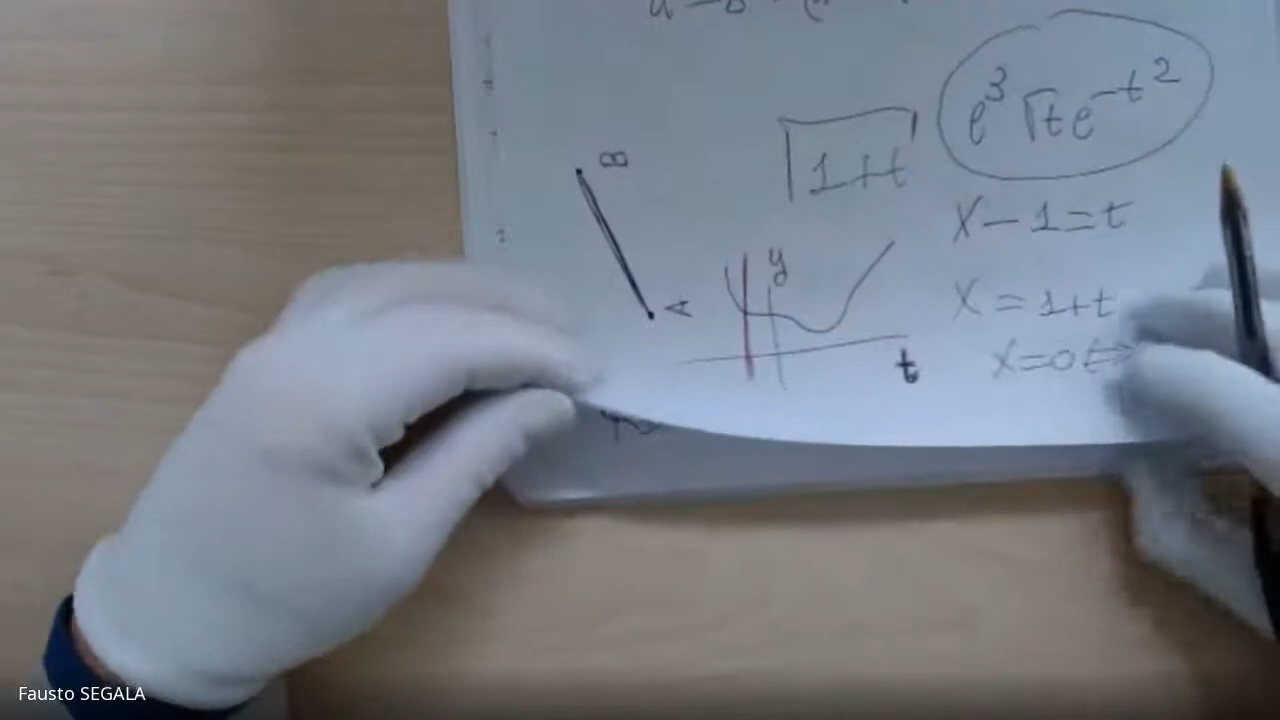 e³ √t e^{-t²}
1+t
B
X-1=t
y
A
X=1+t
t
X=0
Fausto SEGALA